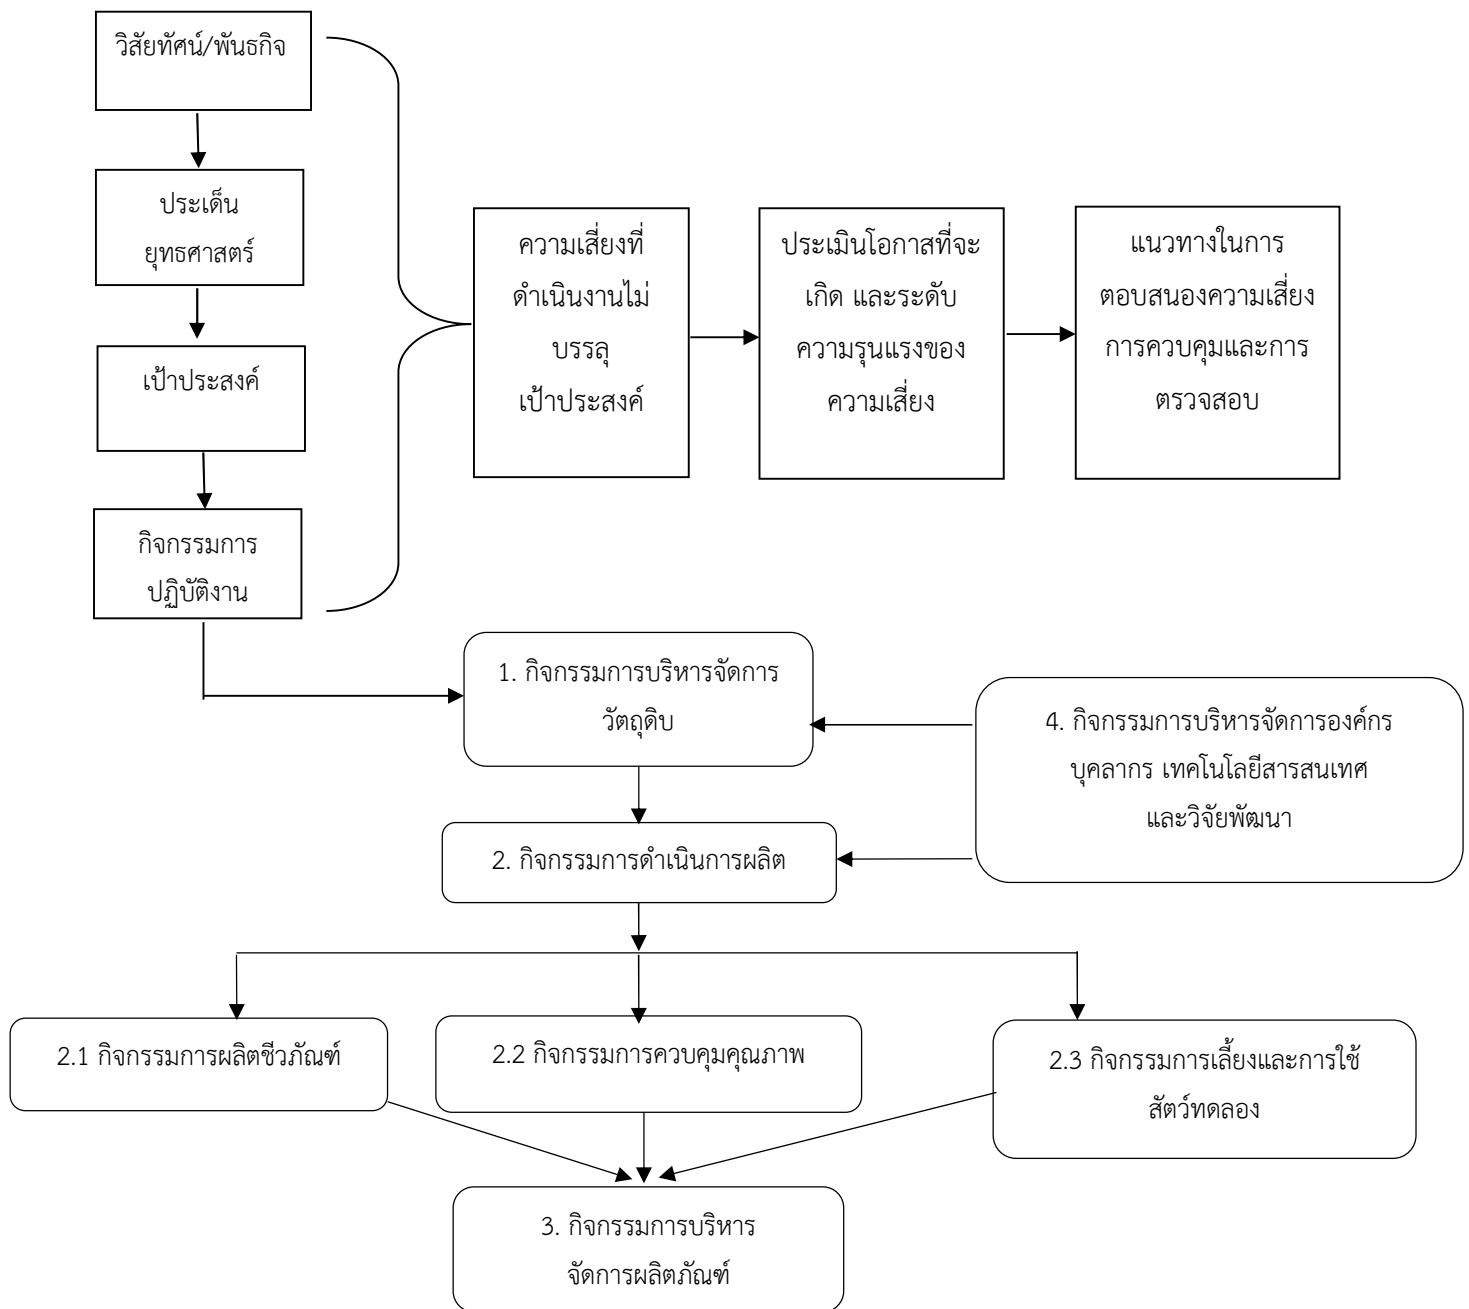 วิสัยทัศน์/พันธกิจ
ประเด็น
ยุทธศาสตร์
เป้าประสงค์
กิจกรรมการ
ปฏิบัติงาน
ความเสี่ยงที่
ดำเนินงานไม่
บรรลุ
เป้าประสงค์
ประเมินโอกาสที่จะ
เกิด และระดับ
ความรุนแรงของ
ความเสี่ยง
แนวทางในการ
ตอบสนองความเสี่ยง
การควบคุมและการ
ตรวจสอบ
1. กิจกรรมการบริหารจัดการ
วัตถุดิบ
4. กิจกรรมการบริหารจัดการองค์กร
บุคลากร เทคโนโลยีสารสนเทศ
และวิจัยพัฒนา
2. กิจกรรมการดำเนินการผลิต
2.1 กิจกรรมการผลิตชีวภัณฑ์
2.2 กิจกรรมการควบคุมคุณภาพ
2.3 กิจกรรมการเลี้ยงและการใช้
สัตว์ทดลอง
3. กิจกรรมการบริหาร
จัดการผลิตภัณฑ์